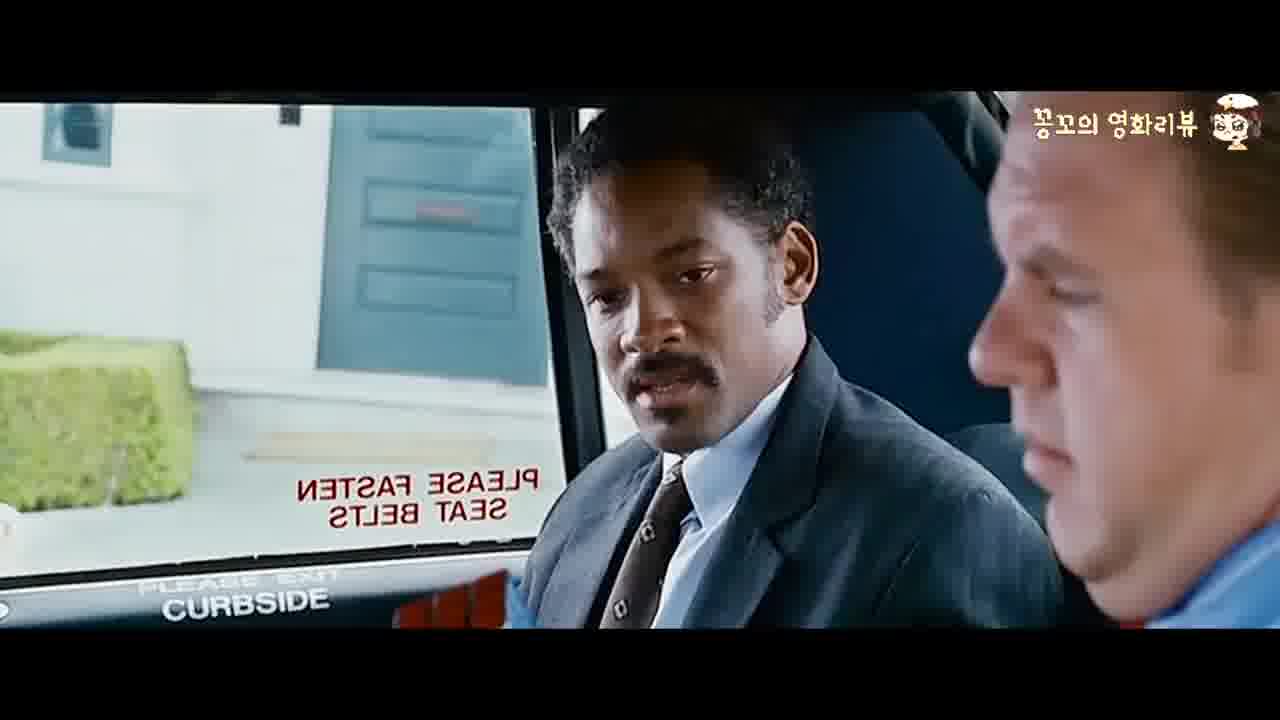 꽁꼬의 영화리뷰
PLEASE FASTEN
SEAT BELTS
PLEASE EXIT
CURBSIDE